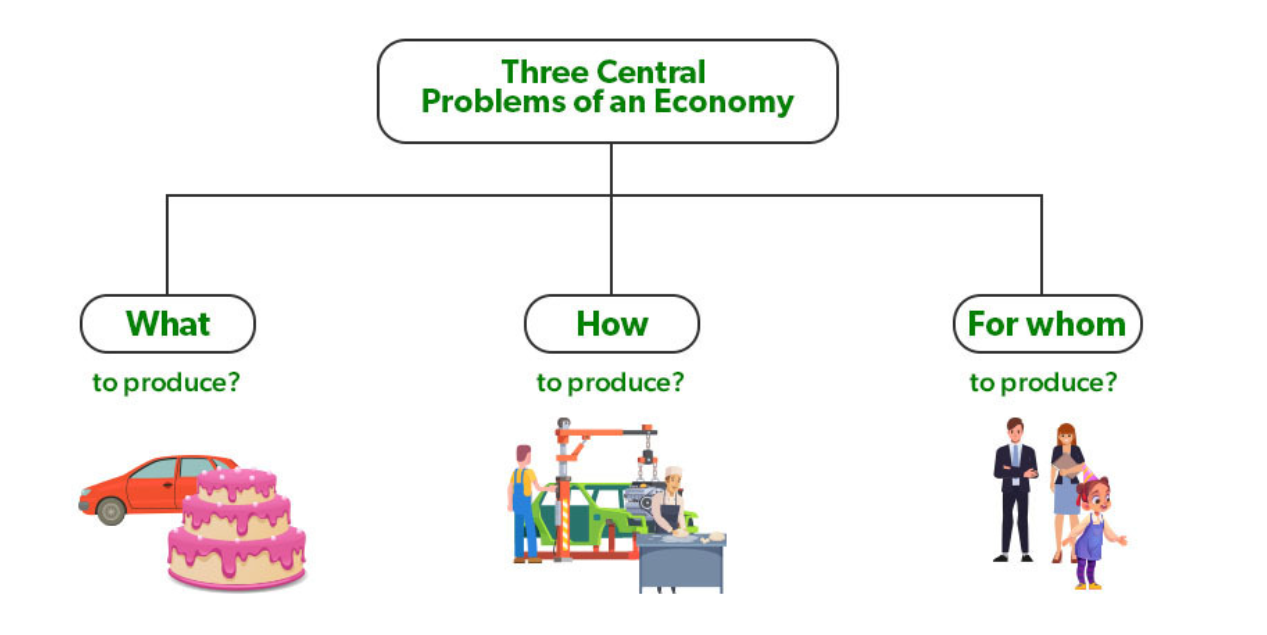 Three Central
Problems of an Economy
What
How
For whom
to produce?
to produce?
to produce?